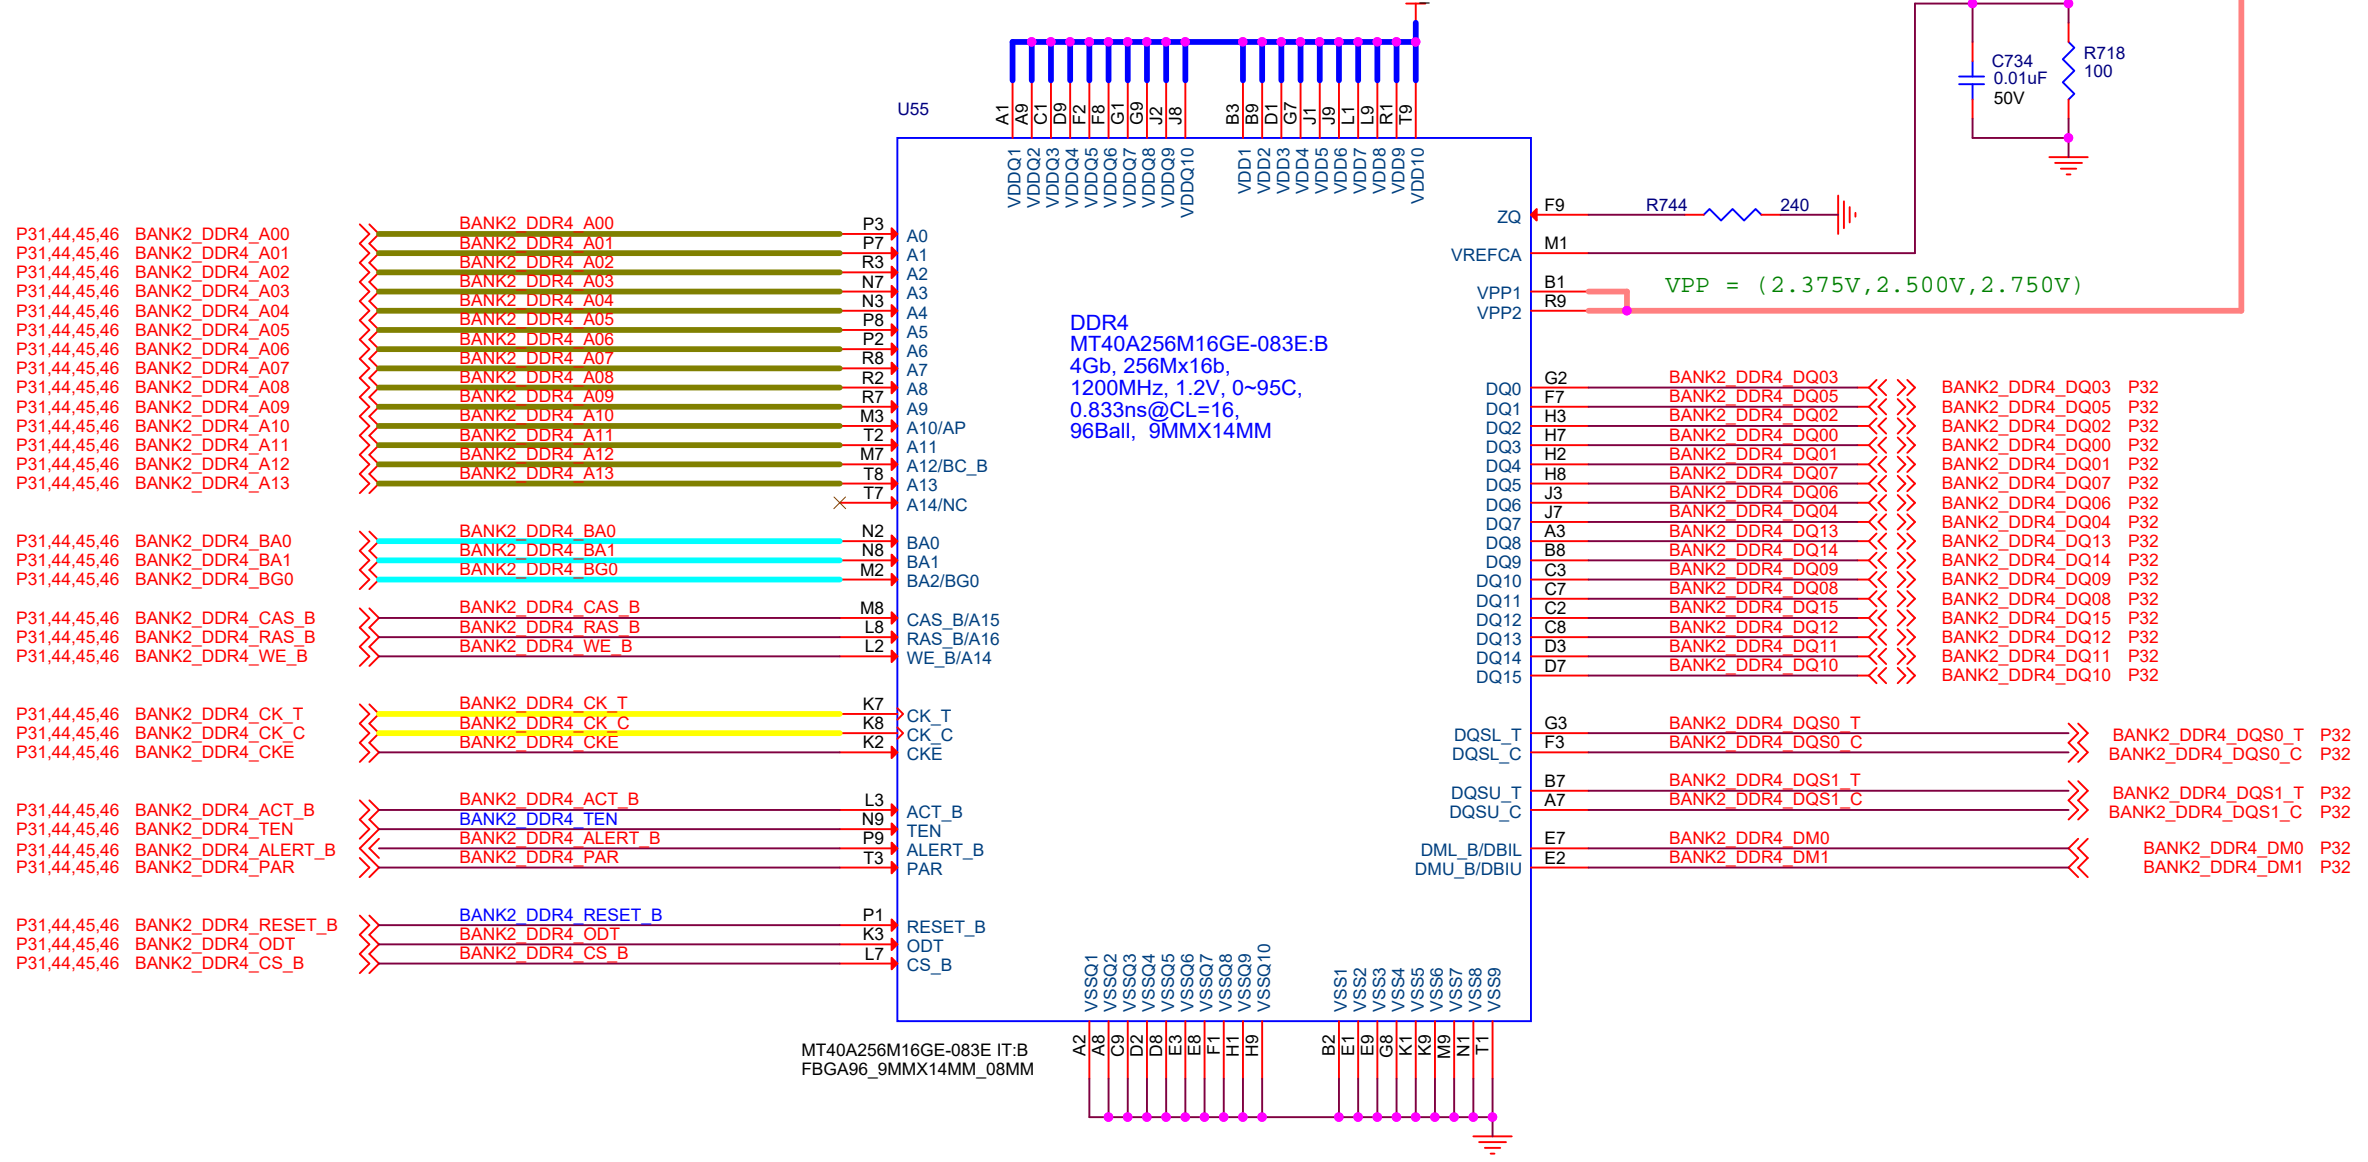 C734
0.01uF
50V
R718
100
U55
A1 A9 C1 D9 F2 F8 G1 G9 J2 J8 B3 B9 D1 G7 J1 J9 L1 L9 R1 T9
VDDQ1 VDDQ2 VDDQ3 VDDQ4 VDDQ5 VDDQ6 VDDQ7 VDDQ8 VDDQ9 VDDQ10 VDD1 VDD2 VDD3 VDD4 VDD5 VDD6 VDD7 VDD8 VDD9 VDD10
P31,44,45,46 BANK2_DDR4_A00 BANK2_DDR4_A00 P3 A0
P31,44,45,46 BANK2_DDR4_A01 BANK2_DDR4_A01 P7 A1
P31,44,45,46 BANK2_DDR4_A02 BANK2_DDR4_A02 R3 A2
P31,44,45,46 BANK2_DDR4_A03 BANK2_DDR4_A03 N7 A3
P31,44,45,46 BANK2_DDR4_A04 BANK2_DDR4_A04 N3 A4
P31,44,45,46 BANK2_DDR4_A05 BANK2_DDR4_A05 P8 A5
P31,44,45,46 BANK2_DDR4_A06 BANK2_DDR4_A06 P2 A6
P31,44,45,46 BANK2_DDR4_A07 BANK2_DDR4_A07 R8 A7
P31,44,45,46 BANK2_DDR4_A08 BANK2_DDR4_A08 R2 A8
P31,44,45,46 BANK2_DDR4_A09 BANK2_DDR4_A09 R7 A9
P31,44,45,46 BANK2_DDR4_A10 BANK2_DDR4_A10 M3 A10/AP
P31,44,45,46 BANK2_DDR4_A11 BANK2_DDR4_A11 T2 A11
P31,44,45,46 BANK2_DDR4_A12 BANK2_DDR4_A12 M7 A12/BC_B
P31,44,45,46 BANK2_DDR4_A13 BANK2_DDR4_A13 T8 A13
T7 A14/NC
P31,44,45,46 BANK2_DDR4_BA0 BANK2_DDR4_BA0 N2 BA0
P31,44,45,46 BANK2_DDR4_BA1 BANK2_DDR4_BA1 N8 BA1
P31,44,45,46 BANK2_DDR4_BG0 BANK2_DDR4_BG0 M2 BA2/BG0
P31,44,45,46 BANK2_DDR4_CAS_B BANK2_DDR4_CAS_B M8 CAS_B/A15
P31,44,45,46 BANK2_DDR4_RAS_B BANK2_DDR4_RAS_B L8 RAS_B/A16
P31,44,45,46 BANK2_DDR4_WE_B BANK2_DDR4_WE_B L2 WE_B/A14
P31,44,45,46 BANK2_DDR4_CK_T BANK2_DDR4_CK_T K7 CK_T
P31,44,45,46 BANK2_DDR4_CK_C BANK2_DDR4_CK_C K8 CK_C
P31,44,45,46 BANK2_DDR4_CKE BANK2_DDR4_CKE K2 CKE
P31,44,45,46 BANK2_DDR4_ACT_B BANK2_DDR4_ACT_B L3 ACT_B
P31,44,45,46 BANK2_DDR4_TEN BANK2_DDR4_TEN N9 TEN
P31,44,45,46 BANK2_DDR4_ALERT_B BANK2_DDR4_ALERT_B P9 ALERT_B
P31,44,45,46 BANK2_DDR4_PAR BANK2_DDR4_PAR T3 PAR
P31,44,45,46 BANK2_DDR4_RESET_B BANK2_DDR4_RESET_B P1 RESET_B
P31,44,45,46 BANK2_DDR4_ODT BANK2_DDR4_ODT K3 ODT
P31,44,45,46 BANK2_DDR4_CS_B BANK2_DDR4_CS_B L7 CS_B
DDR4
MT40A256M16GE-083E:B
4Gb, 256Mx16b,
1200MHz, 1.2V, 0~95C,
0.833ns@CL=16,
96Ball, 9MMX14MM
ZQ F9 R744 240
VREFCA M1
VPP1 B1 VPP = (2.375V,2.500V,2.750V)
VPP2 R9
DQ0 G2 BANK2_DDR4_DQ03 BANK2_DDR4_DQ03 P32
DQ1 F7 BANK2_DDR4_DQ05 BANK2_DDR4_DQ05 P32
DQ2 H3 BANK2_DDR4_DQ02 BANK2_DDR4_DQ02 P32
DQ3 H7 BANK2_DDR4_DQ00 BANK2_DDR4_DQ00 P32
DQ4 H2 BANK2_DDR4_DQ01 BANK2_DDR4_DQ01 P32
DQ5 H8 BANK2_DDR4_DQ07 BANK2_DDR4_DQ07 P32
DQ6 J3 BANK2_DDR4_DQ06 BANK2_DDR4_DQ06 P32
DQ7 J7 BANK2_DDR4_DQ04 BANK2_DDR4_DQ04 P32
DQ8 A3 BANK2_DDR4_DQ13 BANK2_DDR4_DQ13 P32
DQ9 B8 BANK2_DDR4_DQ14 BANK2_DDR4_DQ14 P32
DQ10 C3 BANK2_DDR4_DQ09 BANK2_DDR4_DQ09 P32
DQ11 C7 BANK2_DDR4_DQ08 BANK2_DDR4_DQ08 P32
DQ12 C2 BANK2_DDR4_DQ15 BANK2_DDR4_DQ15 P32
DQ13 C8 BANK2_DDR4_DQ12 BANK2_DDR4_DQ12 P32
DQ14 D3 BANK2_DDR4_DQ11 BANK2_DDR4_DQ11 P32
DQ15 D7 BANK2_DDR4_DQ10 BANK2_DDR4_DQ10 P32
DQSL_T G3 BANK2_DDR4_DQS0_T BANK2_DDR4_DQS0_T P32
DQSL_C F3 BANK2_DDR4_DQS0_C BANK2_DDR4_DQS0_C P32
DQSU_T B7 BANK2_DDR4_DQS1_T BANK2_DDR4_DQS1_T P32
DQSU_C A7 BANK2_DDR4_DQS1_C BANK2_DDR4_DQS1_C P32
DML_B/DBIL E7 BANK2_DDR4_DM0 BANK2_DDR4_DM0 P32
DMU_B/DBIU E2 BANK2_DDR4_DM1 BANK2_DDR4_DM1 P32
VSSQ1 VSSQ2 VSSQ3 VSSQ4 VSSQ5 VSSQ6 VSSQ7 VSSQ8 VSSQ9 VSSQ10 VSS1 VSS2 VSS3 VSS4 VSS5 VSS6 VSS7 VSS8 VSS9
A2 A8 C9 D2 D8 E3 E8 F1 H1 H9 B2 E1 E9 G8 K1 K9 M9 N1 T1
MT40A256M16GE-083E IT:B
FBGA96_9MMX14MM_08MM